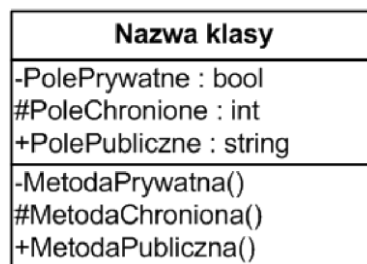 Nazwa klasy
-PolePrywatne : bool
#PoleChronione : int
+PolePubliczne : string
-MetodaPrywatna()
#MetodaChroniona()
+MetodaPubliczna()